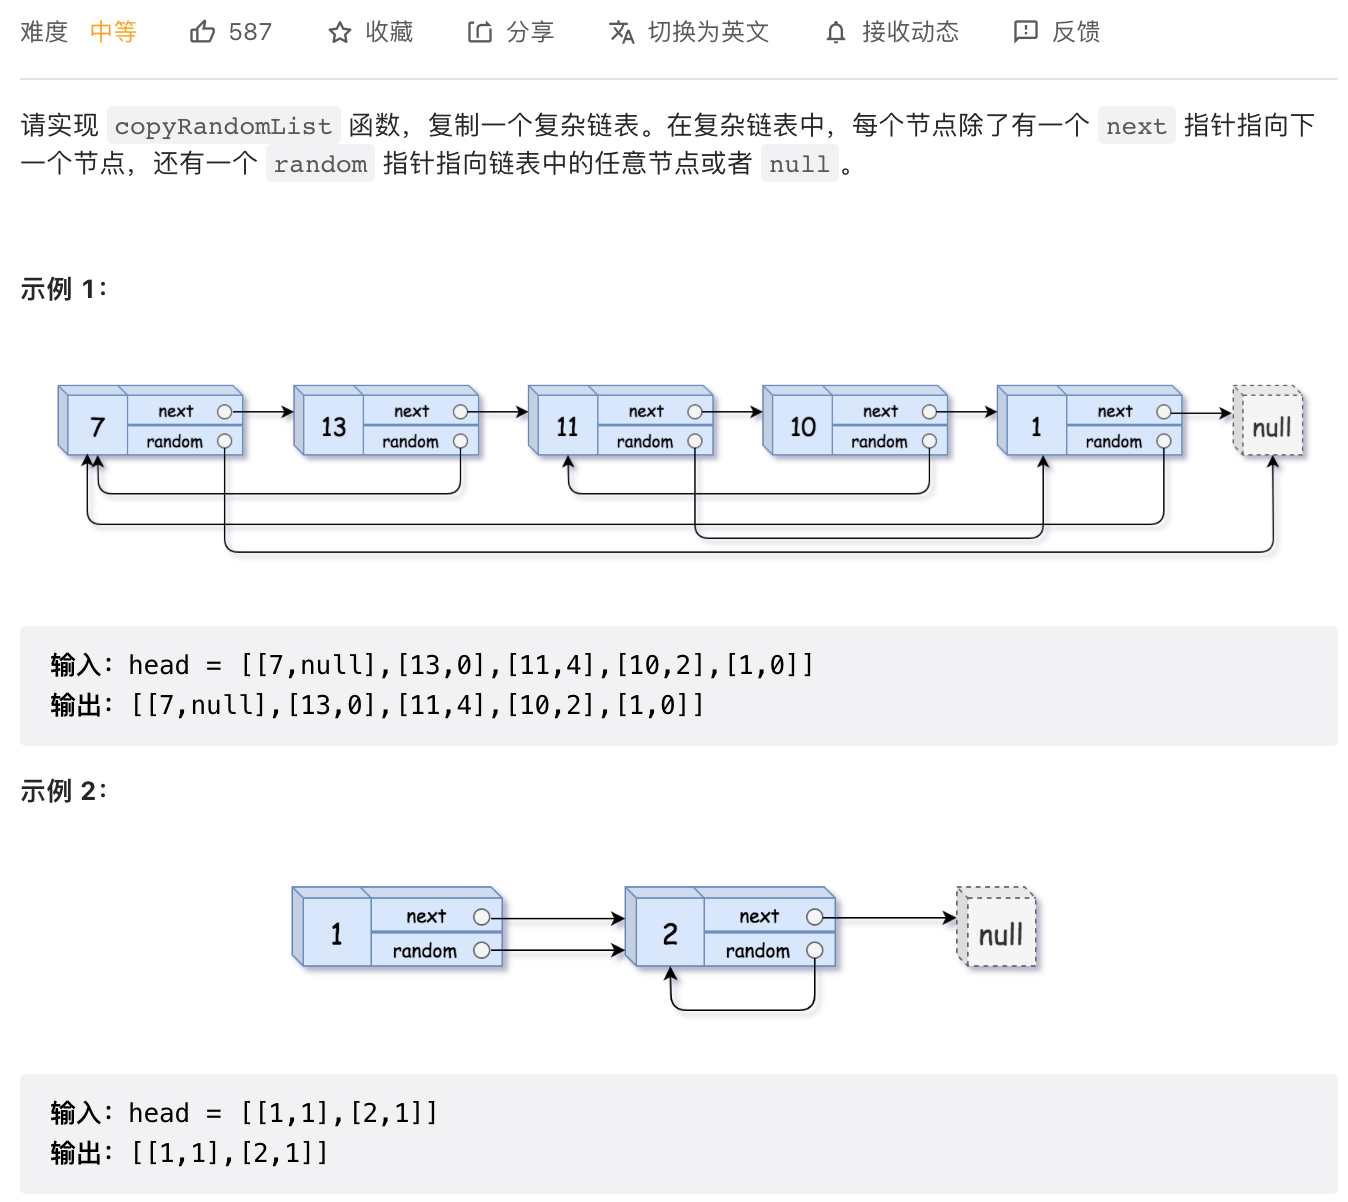 难度 中等 587 收藏 分享 切换为英文 接收动态 反馈
请实现 copyRandomList 函数，复制一个复杂链表。在复杂链表中，每个节点除了有一个 next 指针指向下
一个节点，还有一个 random 指针指向链表中的任意节点或者 null 。
示例 1：
7 next random 13 next random 11 next random 10 next random 1 next random null
输入：head = [[7,null],[13,0],[11,4],[10,2],[1,0]]
输出：[[7,null],[13,0],[11,4],[10,2],[1,0]]
示例 2：
1 next random 2 next random null
输入：head = [[1,1],[2,1]]
输出：[[1,1],[2,1]]